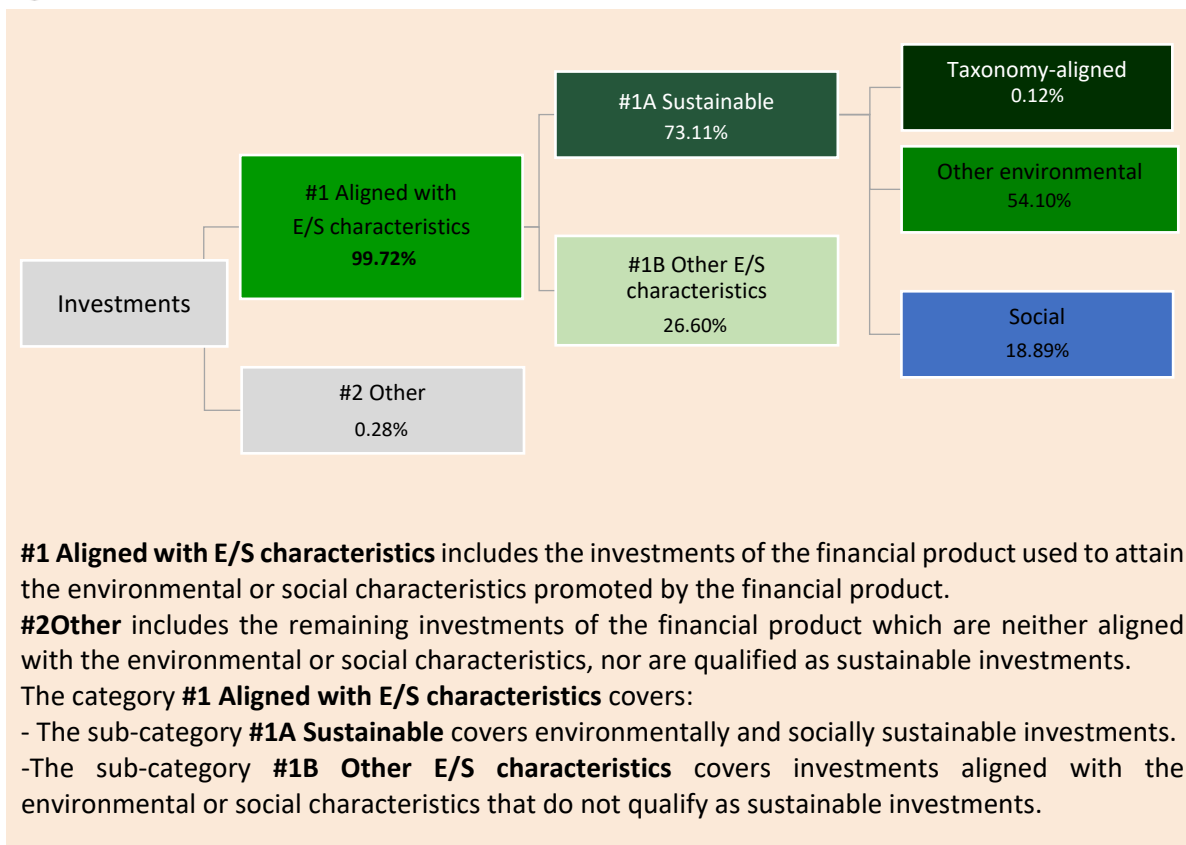 Investments
#1 Aligned with
E/S characteristics
99.72%
#2 Other
0.28%
#1A Sustainable
73.11%
#1B Other E/S
characteristics
26.60%
Taxonomy-aligned
0.12%
Other environmental
54.10%
Social
18.89%
#1 Aligned with E/S characteristics includes the investments of the financial product used to attain
the environmental or social characteristics promoted by the financial product.
#2Other includes the remaining investments of the financial product which are neither aligned
with the environmental or social characteristics, nor are qualified as sustainable investments.
The category #1 Aligned with E/S characteristics covers:
- The sub-category #1A Sustainable covers environmentally and socially sustainable investments.
-The sub-category #1B Other E/S characteristics covers investments aligned with the
environmental or social characteristics that do not qualify as sustainable investments.